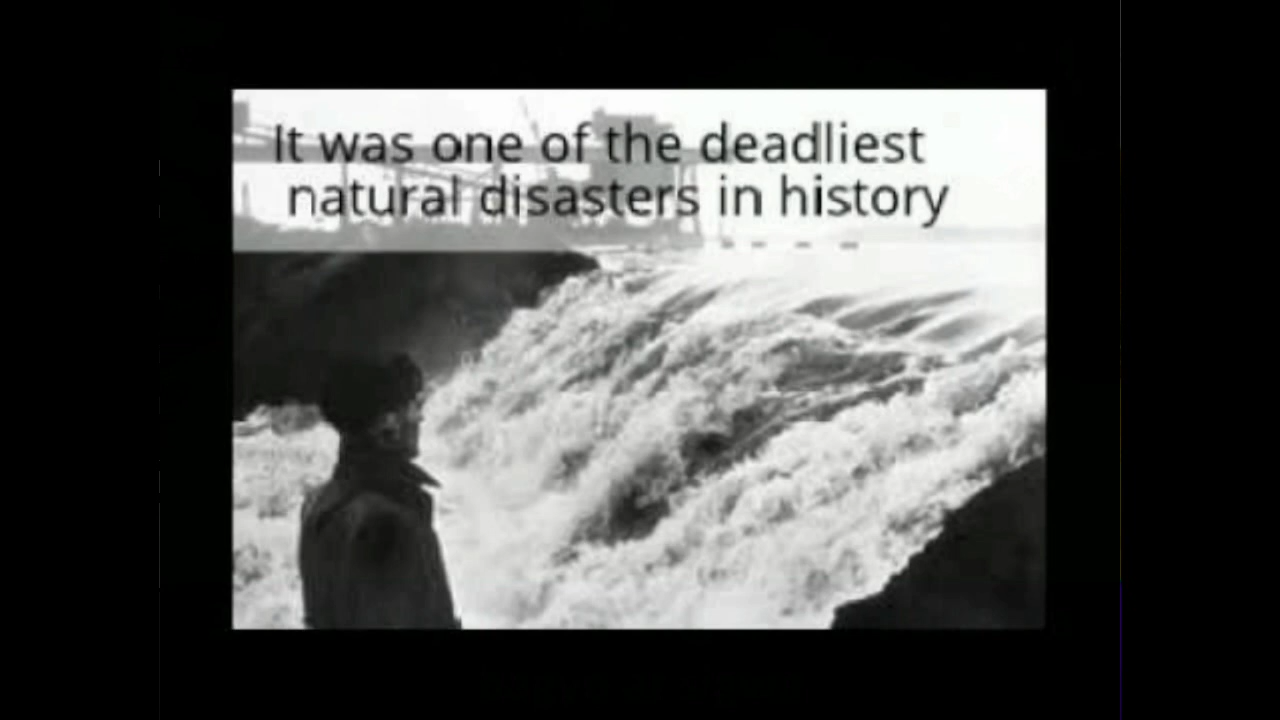 It was one of the deadliest
natural disasters in history